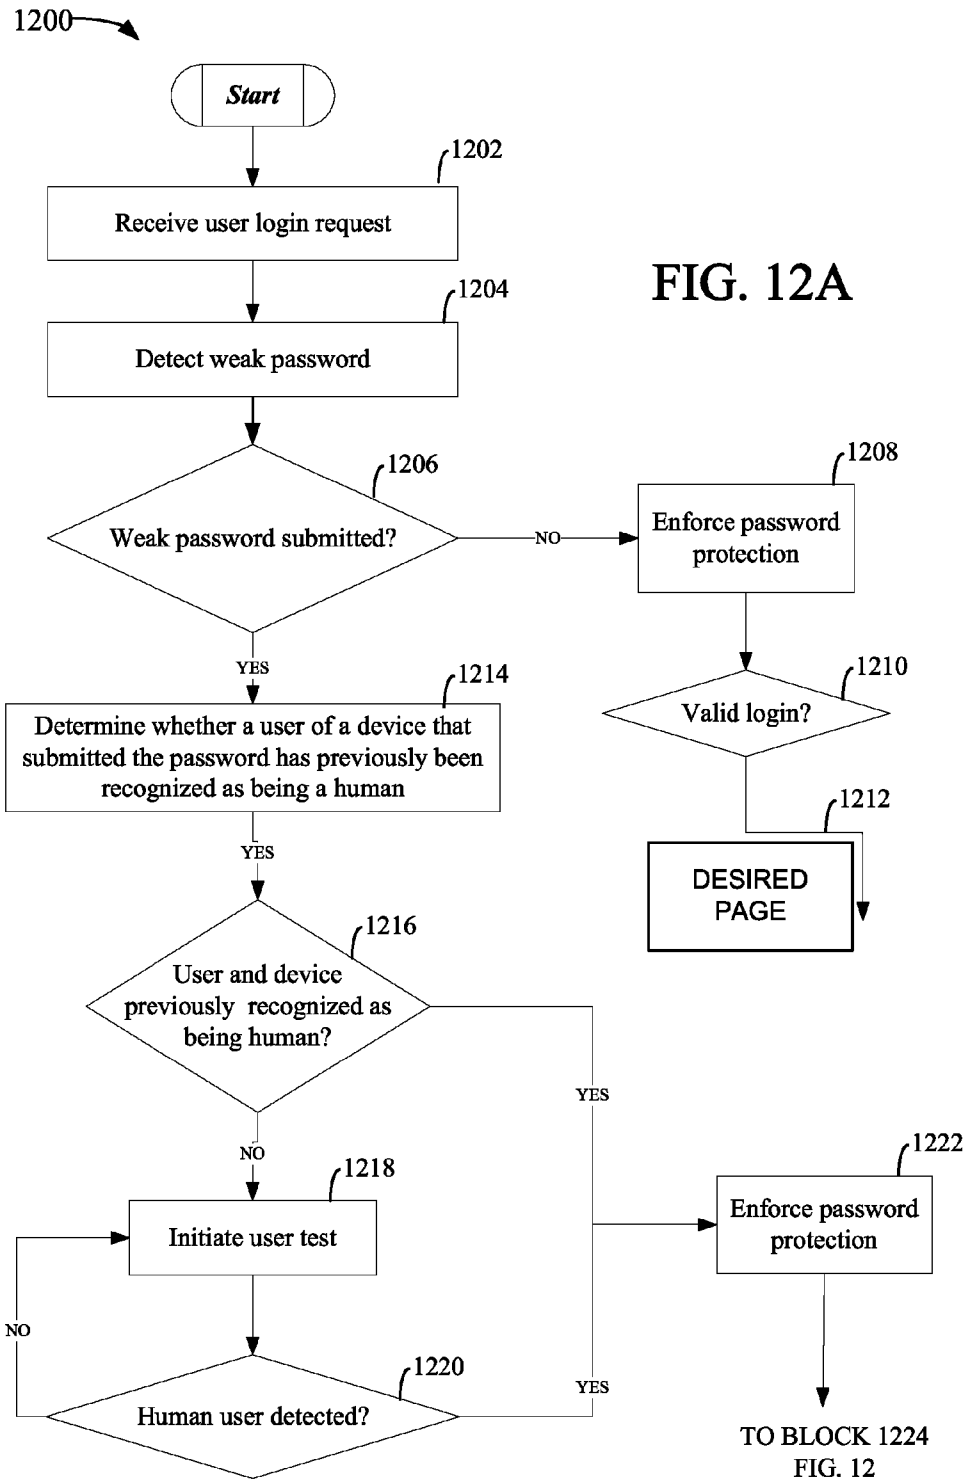 1200
Start
1202
Receive user login request
FIG. 12A
1204
Detect weak password
1206
Weak password submitted?
NO
1208
Enforce password
protection
YES
1210
Valid login?
1214
Determine whether a user of a device that
submitted the password has previously been
recognized as being a human
1212
DESIRED
PAGE
YES
1216
User and device
previously recognized as
being human?
YES
NO
1218
Initiate user test
1222
Enforce password
protection
NO
1220
Human user detected?
YES
TO BLOCK 1224
FIG. 12